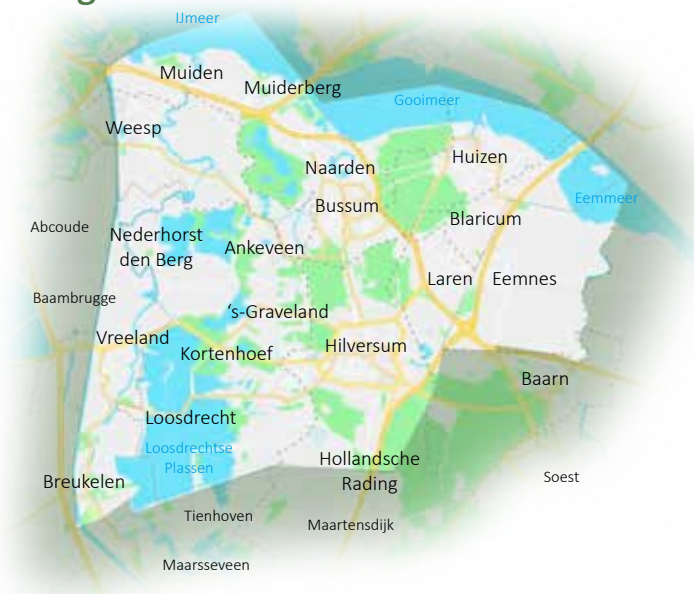 IJmeer
Muiden
Muiderberg
Gooimeer
Weesp
Naarden
Huizen
Bussum
Eemmeer
Blaricum
Abcoude
Nederhorst
den Berg
Ankeveen
Laren
Eemnes
Baambrugge
‘s-Graveland
Vreeland
Kortenhoef
Hilversum
Baarn
Loosdrecht
Loosdrechtse
Plassen
Hollandsche
Rading
Breukelen
Soest
Tienhoven
Maartensdijk
Maarsseveen